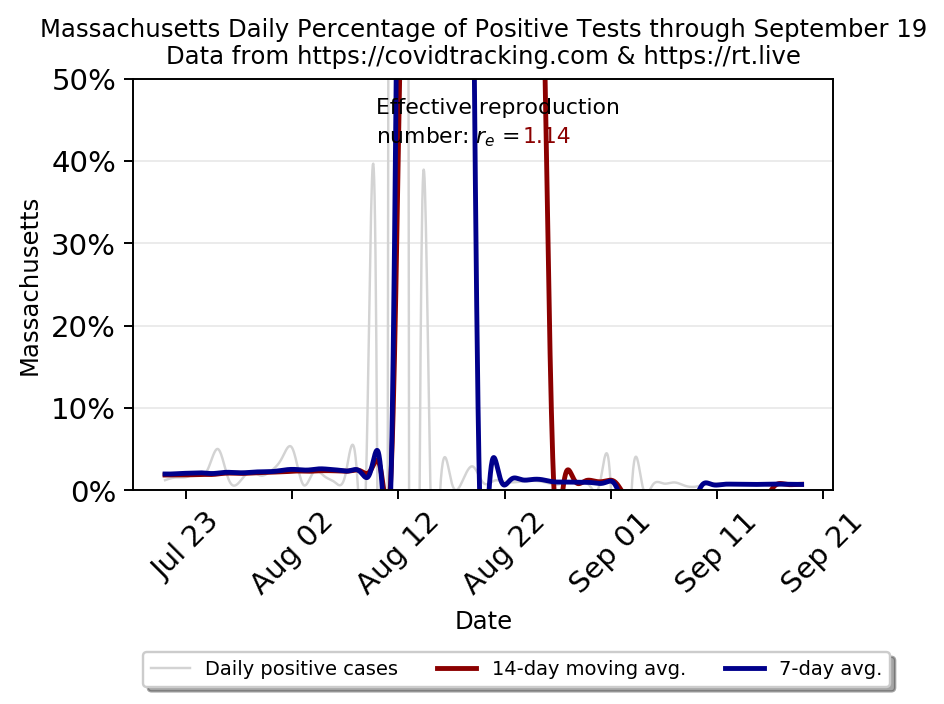 Massachusetts Daily Percentage of Positive Tests through September 19
Data from https://covidtracking.com & https://rt.live
50%
Effective reproduction
number: rₑ =1.14
40%
30%
20%
10%
0%
Massachusetts
Jul 23
Aug 02
Aug 12
Aug 22
Sep 01
Sep 11
Sep 21
Date
Daily positive cases
14-day moving avg.
7-day avg.